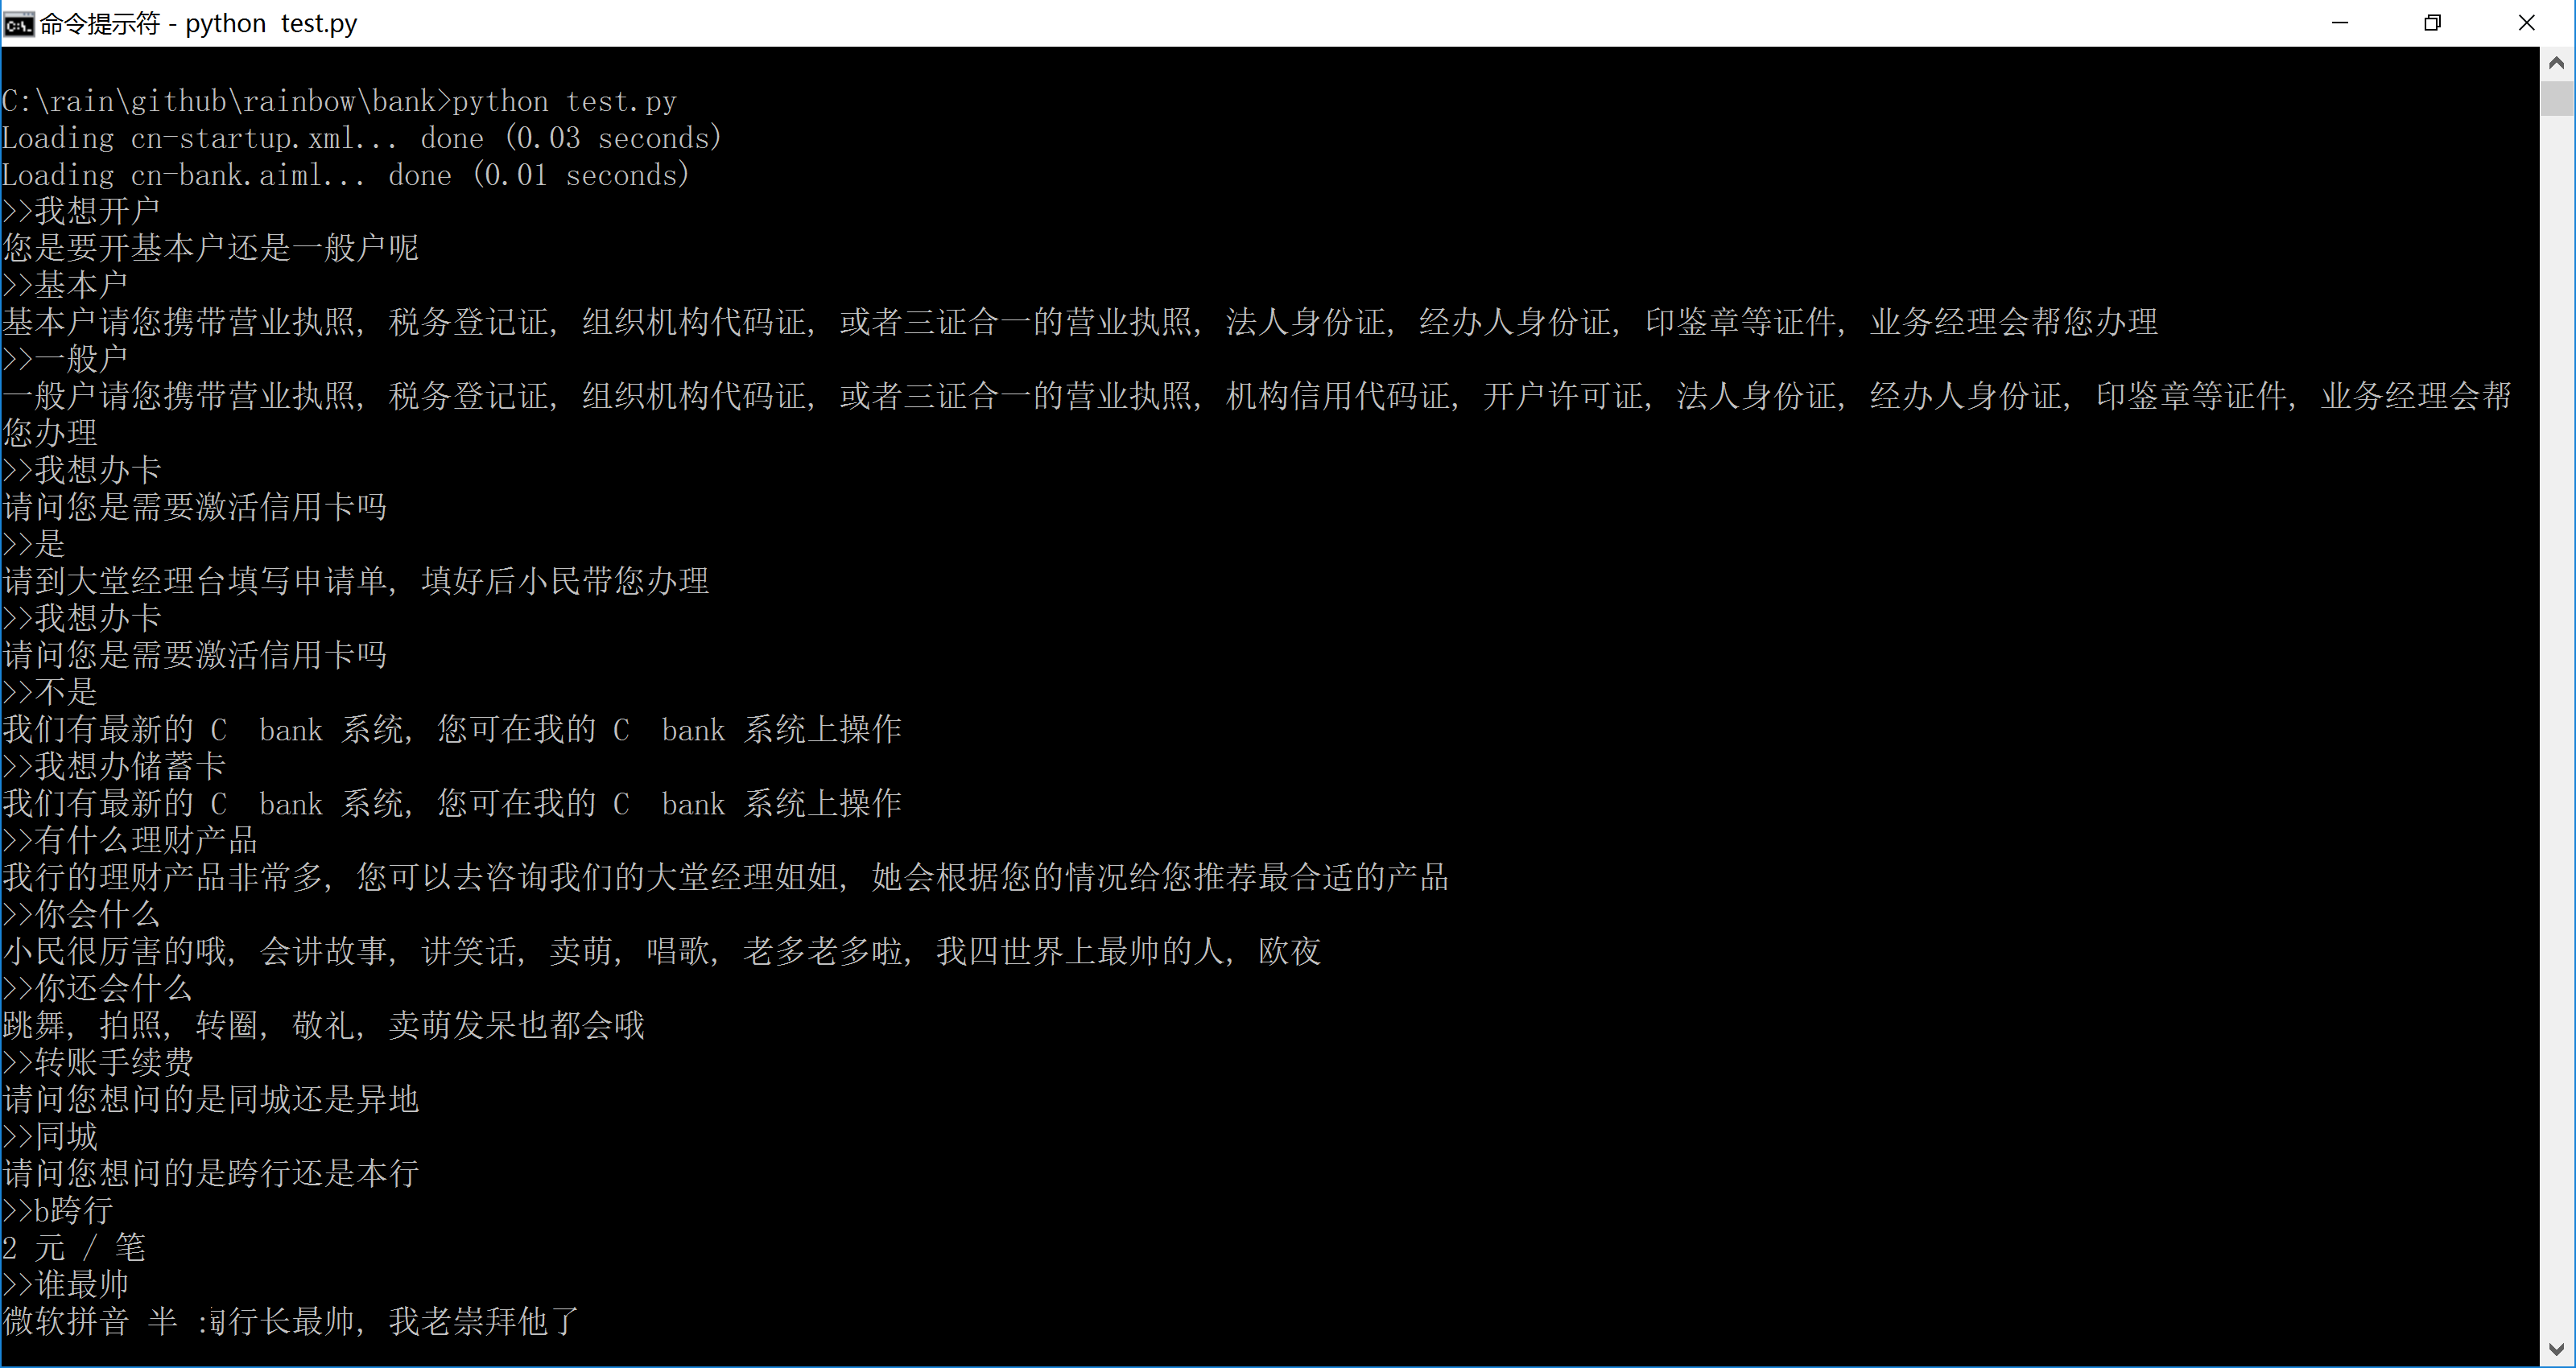 命令提示符 - python  test.py
C:\rain\github\rainbow\bank>python test.py
Loading cn-startup.xml... done (0.03 seconds)
Loading cn-bank.aiml... done (0.01 seconds)
>>我想开户
您是要开基本户还是一般户呢
>>基本户
基本户请您携带营业执照, 税务登记证, 组织机构代码证, 或者三证合一的营业执照, 法人身份证, 经办人身份证, 印鉴章等证件, 业务经理会帮您办理
>>一般户
一般户请您携带营业执照, 税务登记证, 组织机构代码证, 或者三证合一的营业执照, 机构信用代码证, 开户许可证, 法人身份证, 经办人身份证, 印鉴章等证件, 业务经理会帮
您办理
>>我想办卡
请问您是需要激活信用卡吗
>>是
请到大堂经理台填写申请单, 填好后小民带您办理
>>我想办卡
请问您是需要激活信用卡吗
>>不是
我们有最新的 C  bank 系统, 您可在我的 C  bank 系统上操作
>>我想办储蓄卡
我们有最新的 C  bank 系统, 您可在我的 C  bank 系统上操作
>>有什么理财产品
我行的理财产品非常多, 您可以去咨询我们的大堂经理姐姐, 她会根据您的情况给您推荐最合适的产品
>>你会什么
小民很厉害的哦, 会讲故事, 讲笑话, 卖萌, 唱歌, 老多老多啦, 我四世界上最帅的人, 欧夜
>>你还会什么
跳舞, 拍照, 转圈, 敬礼, 卖萌发呆也都会哦
>>转账手续费
请问您想问的是同城还是异地
>>同城
请问您想问的是跨行还是本行
>>b跨行
2 元 / 笔
>>谁最帅
微软拼音 半 :行长最帅, 我老崇拜他了